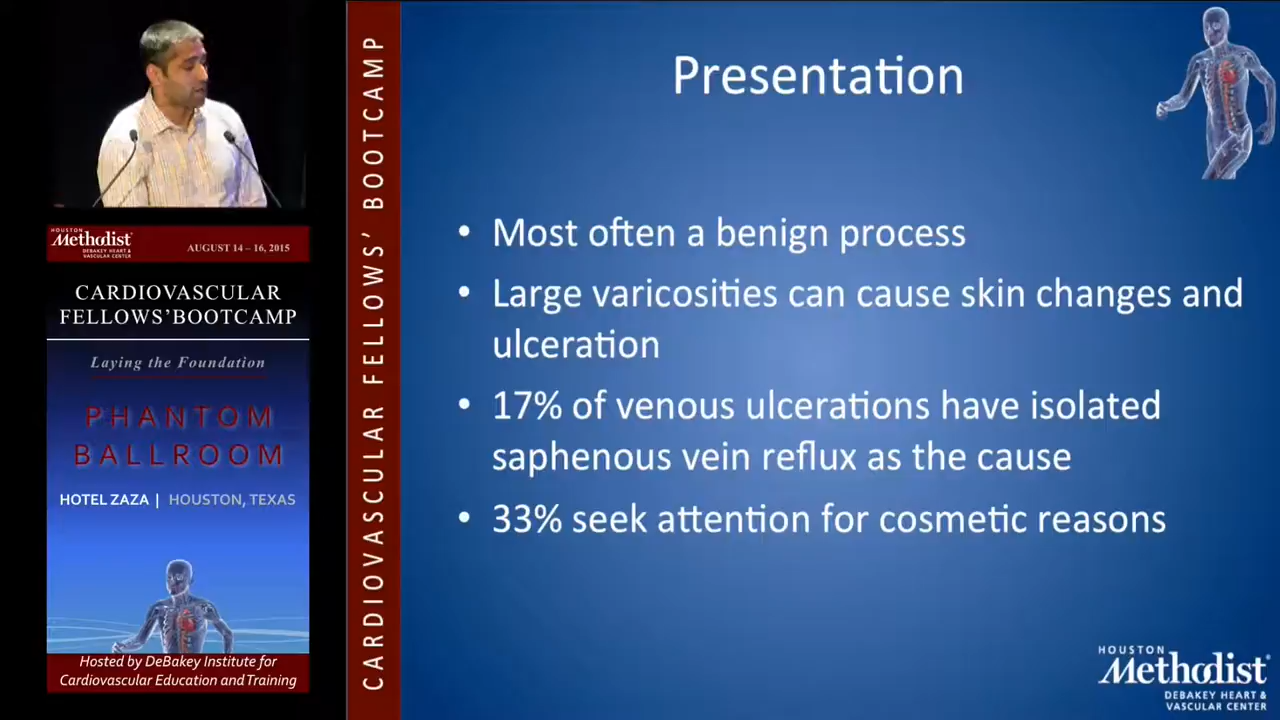 HOUSTON
Methodist
DEBAKEY HEART &
VASCULAR CENTER
AUGUST 14 – 16, 2015
CARDIOVASCULAR
FELLOWS' BOOTCAMP
Laying the Foundation
PHANTOM
BALLROOM
HOTEL ZAZA | HOUSTON, TEXAS
Hosted by DeBakey Institute for
Cardiovascular Education and Training
CARDIOVASCULAR FELLOWS' BOOTCAMP
Presentation
• Most often a benign process
• Large varicosities can cause skin changes and
ulceration
• 17% of venous ulcerations have isolated
saphenous vein reflux as the cause
• 33% seek attention for cosmetic reasons
HOUSTON
Methodist®
DEBAKEY HEART &
VASCULAR CENTER